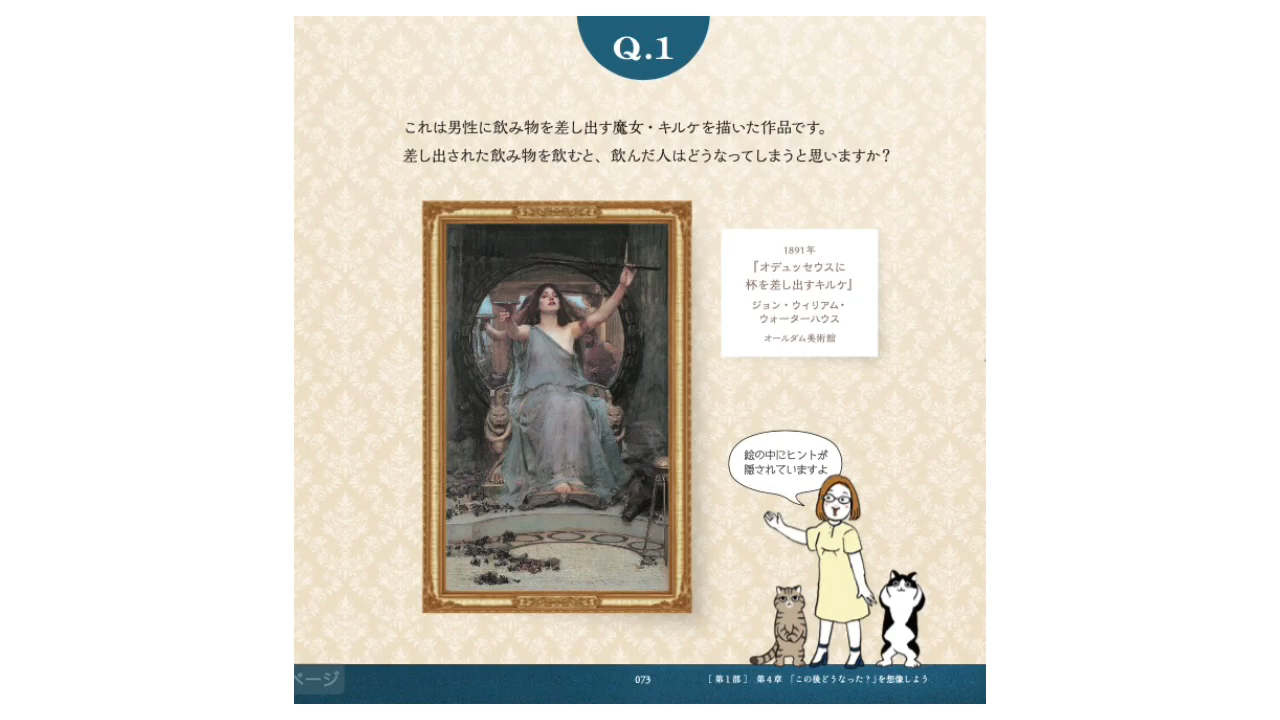 Q.1
これは男性に飲み物を差し出す魔女・キルケを描いた作品です。
差し出された飲み物を飲むと、飲んだ人はどうなってしまうと思いますか？
1891年
『オデュッセウスに
杯を差し出すキルケ』
ジョン・ウィリアム・
ウォーターハウス
オールダム美術館
絵の中にヒントが
隠されていますよ
ページ
073
［第1部］ 第4章 「この後どうなった？」を想像しよう